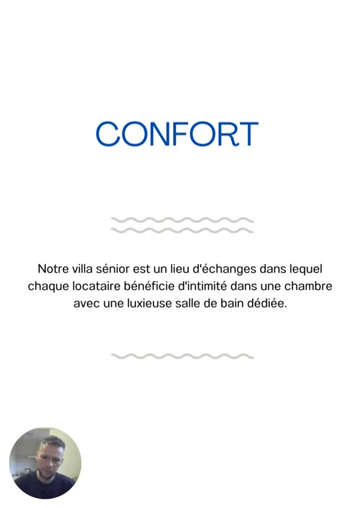 CONFORT
Notre villa sénior est un lieu d'échanges dans lequel
chaque locataire bénéficie d'intimité dans une chambre
avec une luxieuse salle de bain dédiée.